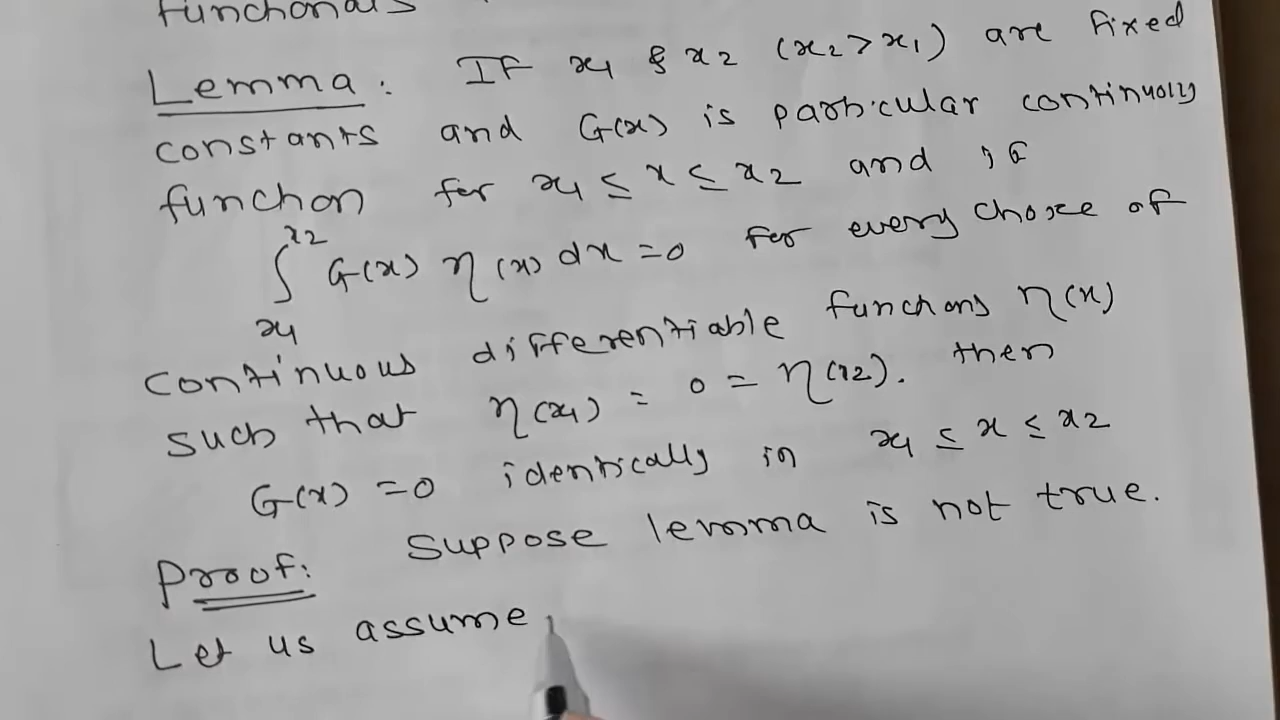 functionals
Lemma: If x1 & x2 (x2 > x1) are fixed
constants and G(x) is particular continuoly
function for x1 ≤ x ≤ x2 and if
∫_{x1}^{x2} G(x) η(x) dx = 0 for every choice of
continuous differentiable functions η(x)
such that η(x1) = 0 = η(x2). then
G(x) = 0 identically in x1 ≤ x ≤ x2
Proof: Suppose lemma is not true.
Let us assume